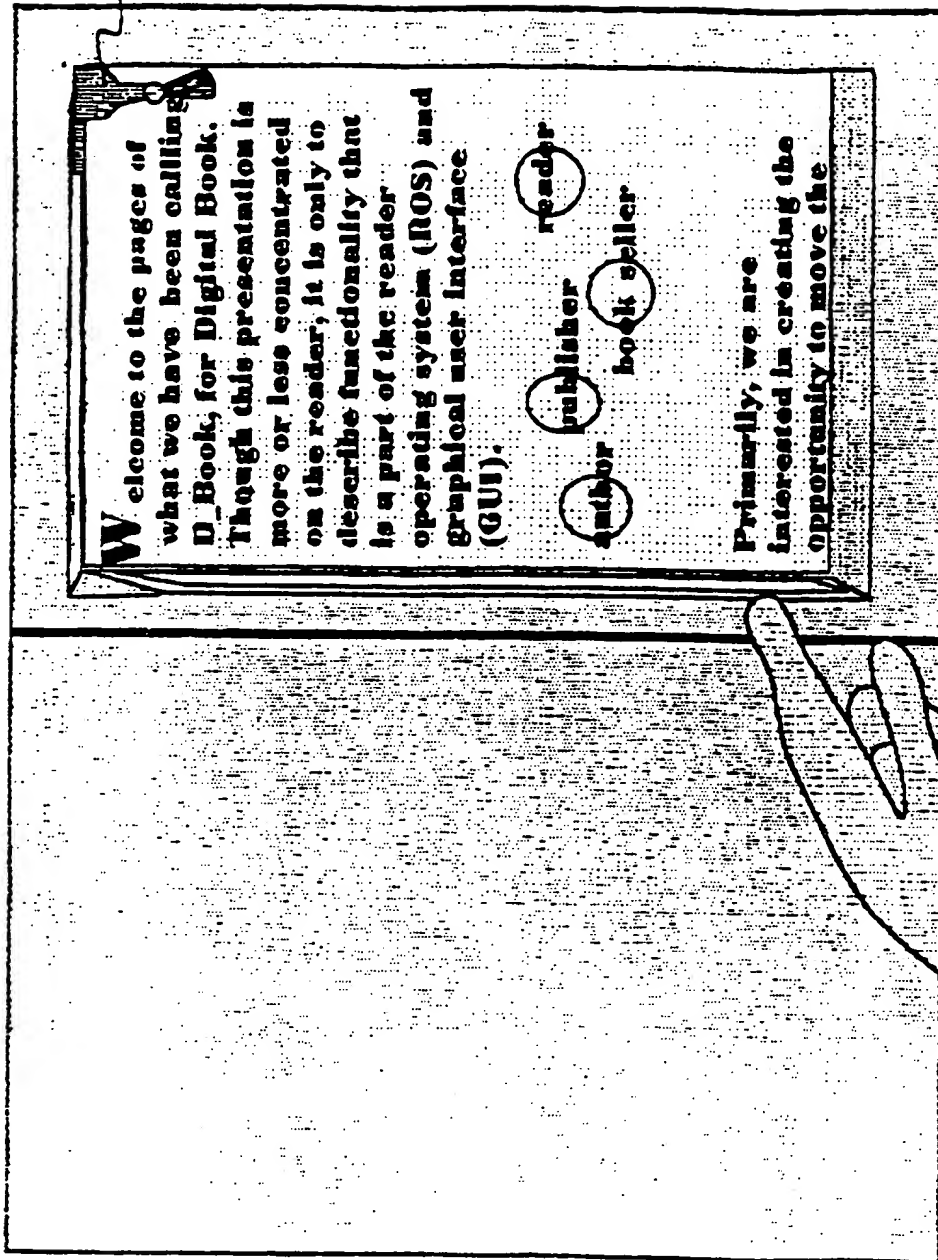 Welcome to the pages of
what we have been calling
D_Book, for Digital Book.
Though this presentation is
more or less concentrated
on the reader, it is only to
describe functionality that
is a part of the reader
operating system (ROS) and
graphical user interface
(GUI).
author
publisher
book seller
reader
Primarily, we are
interested in creating the
opportunity to move the